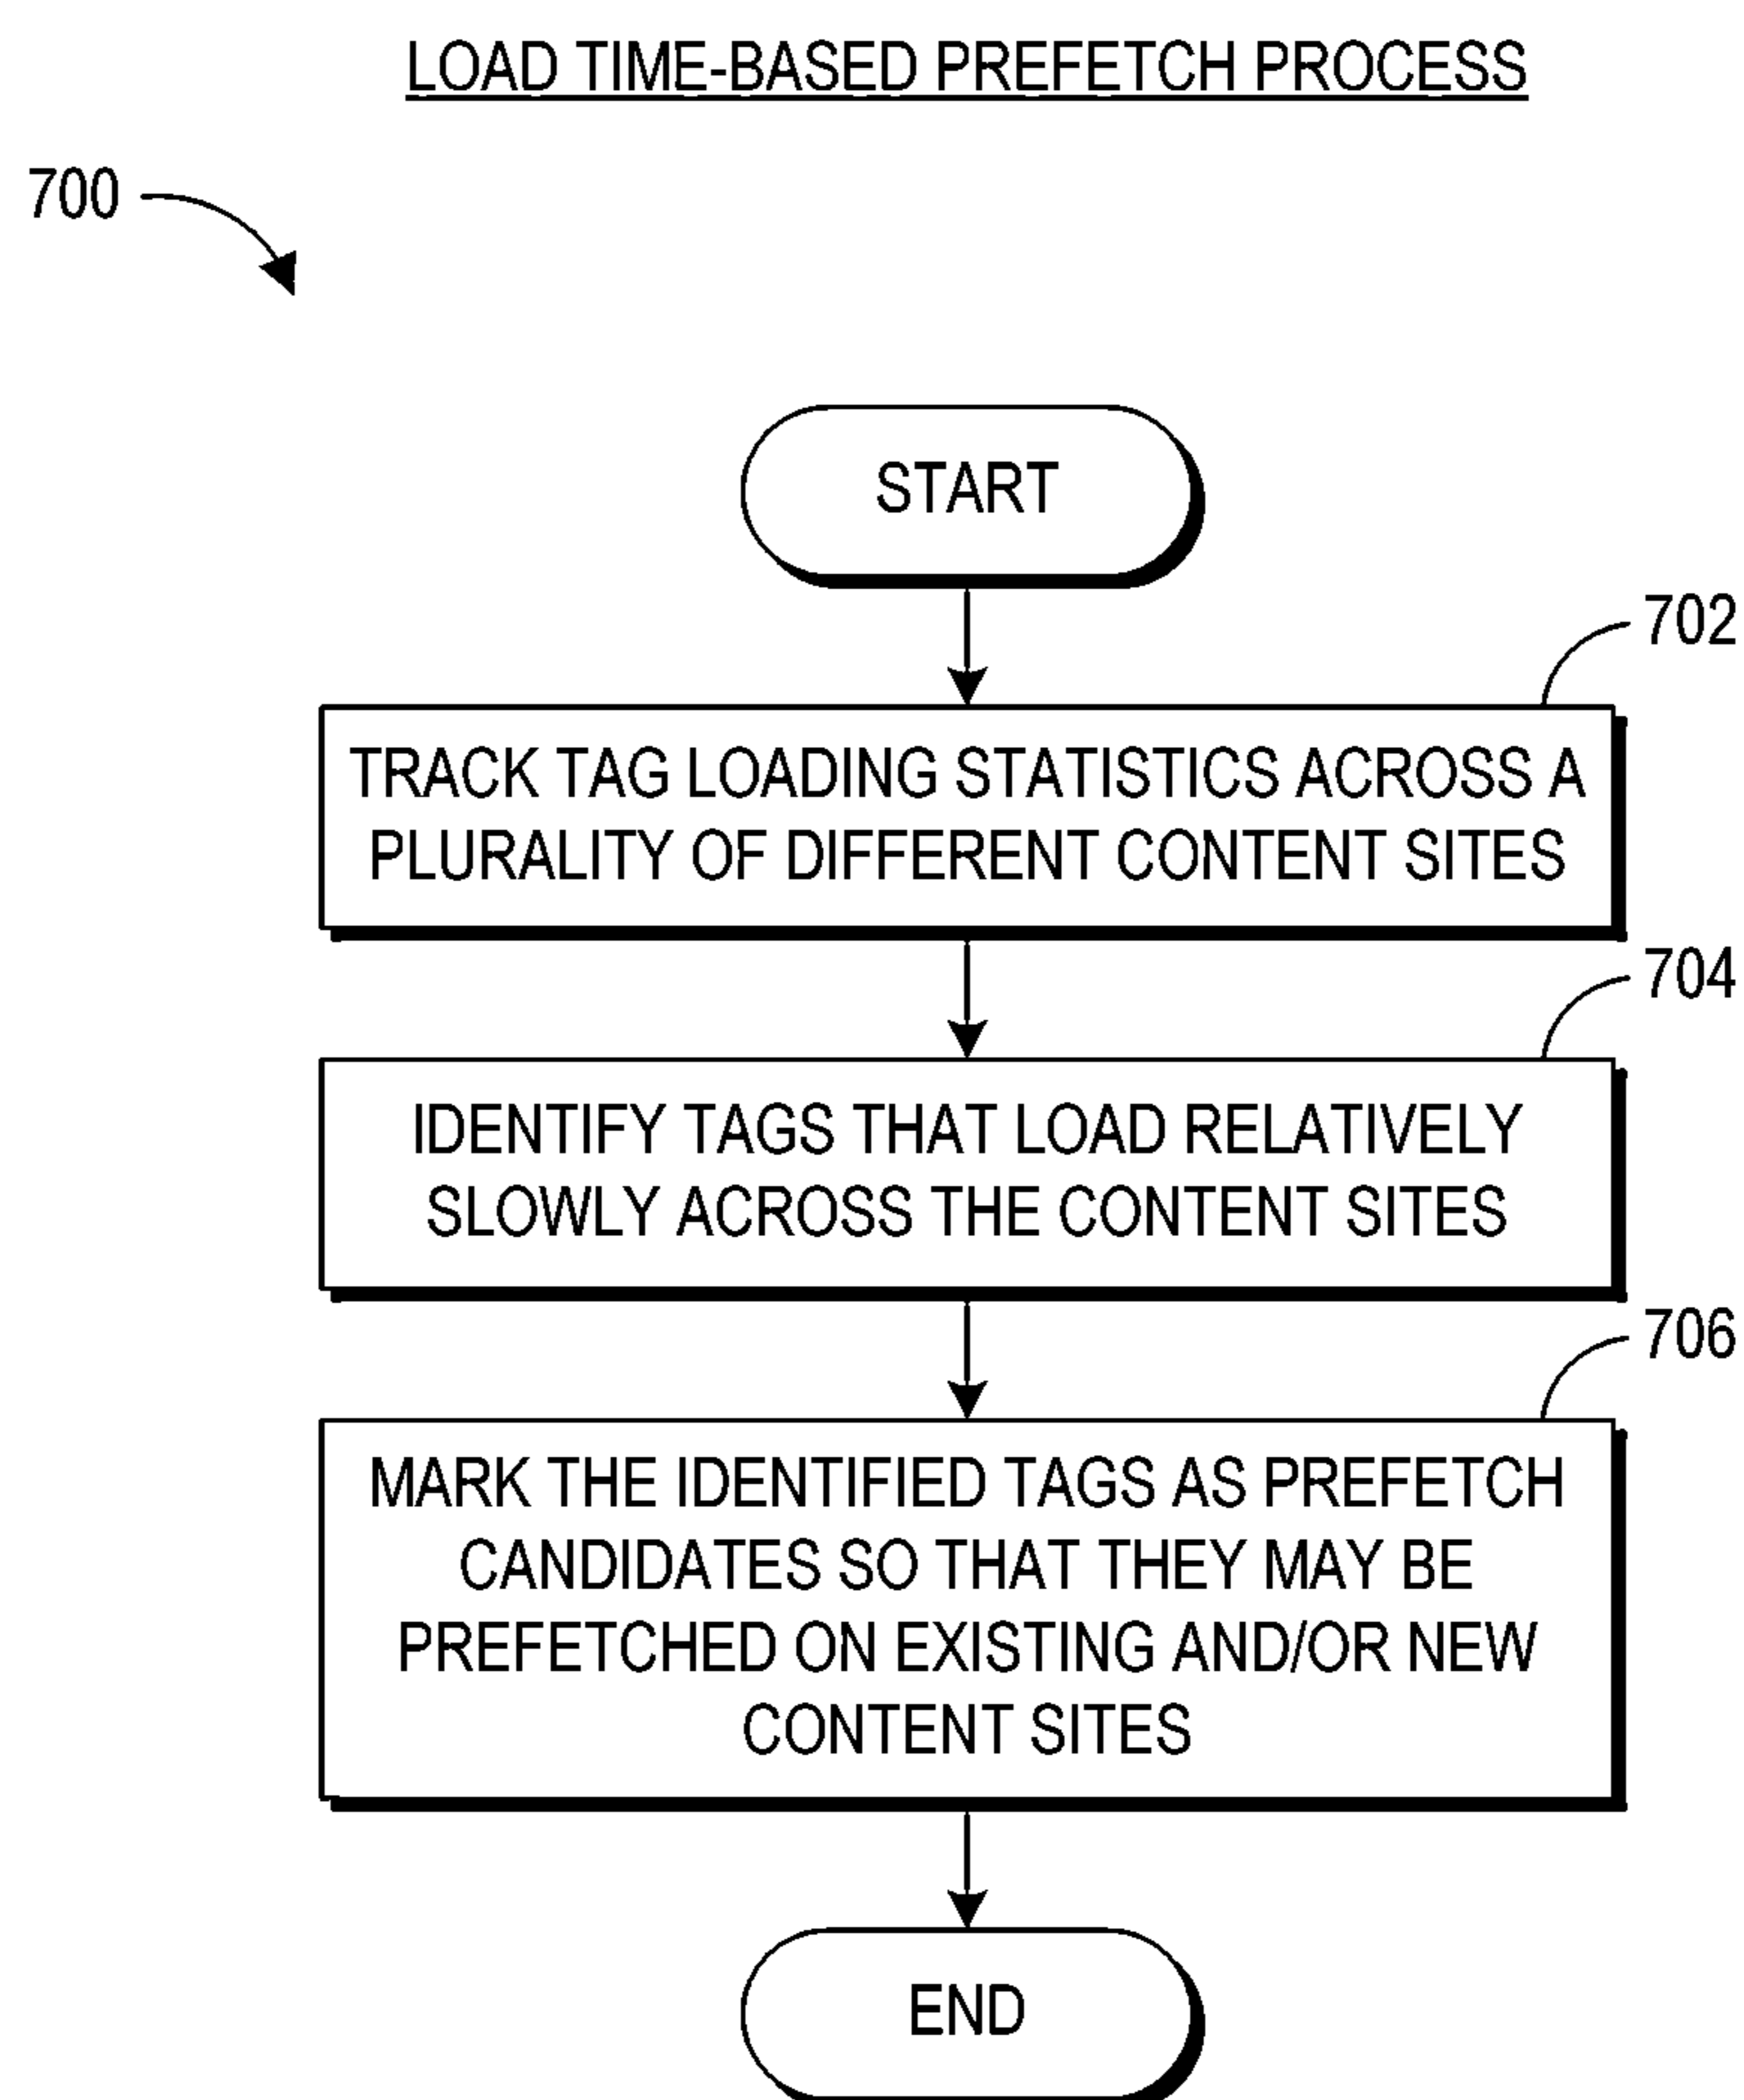 LOAD TIME-BASED PREFETCH PROCESS
700
START
702
TRACK TAG LOADING STATISTICS ACROSS A
PLURALITY OF DIFFERENT CONTENT SITES
704
IDENTIFY TAGS THAT LOAD RELATIVELY
SLOWLY ACROSS THE CONTENT SITES
706
MARK THE IDENTIFIED TAGS AS PREFETCH
CANDIDATES SO THAT THEY MAY BE
PREFETCHED ON EXISTING AND/OR NEW
CONTENT SITES
END